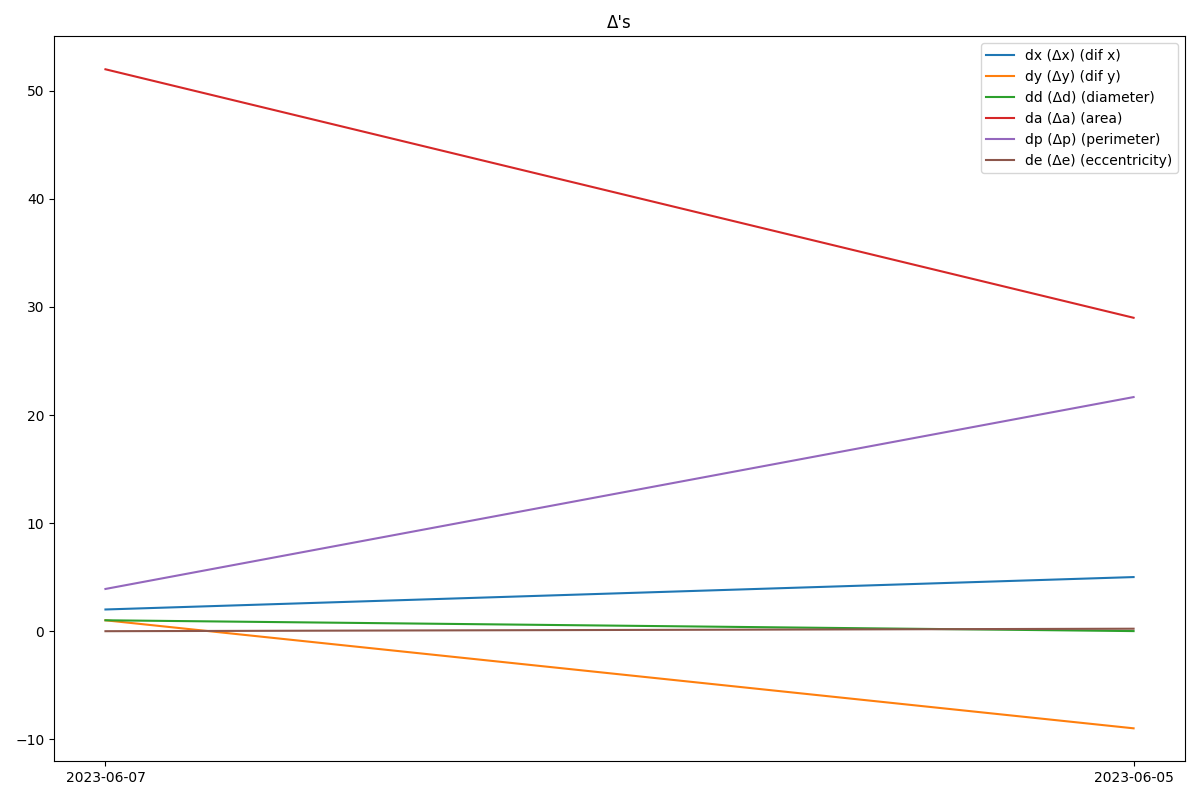 Δ's
dx (Δx) (dif x)
dy (Δy) (dif y)
dd (Δd) (diameter)
da (Δa) (area)
dp (Δp) (perimeter)
de (Δe) (eccentricity)
50
40
30
20
10
0
−10
2023-06-07
2023-06-05